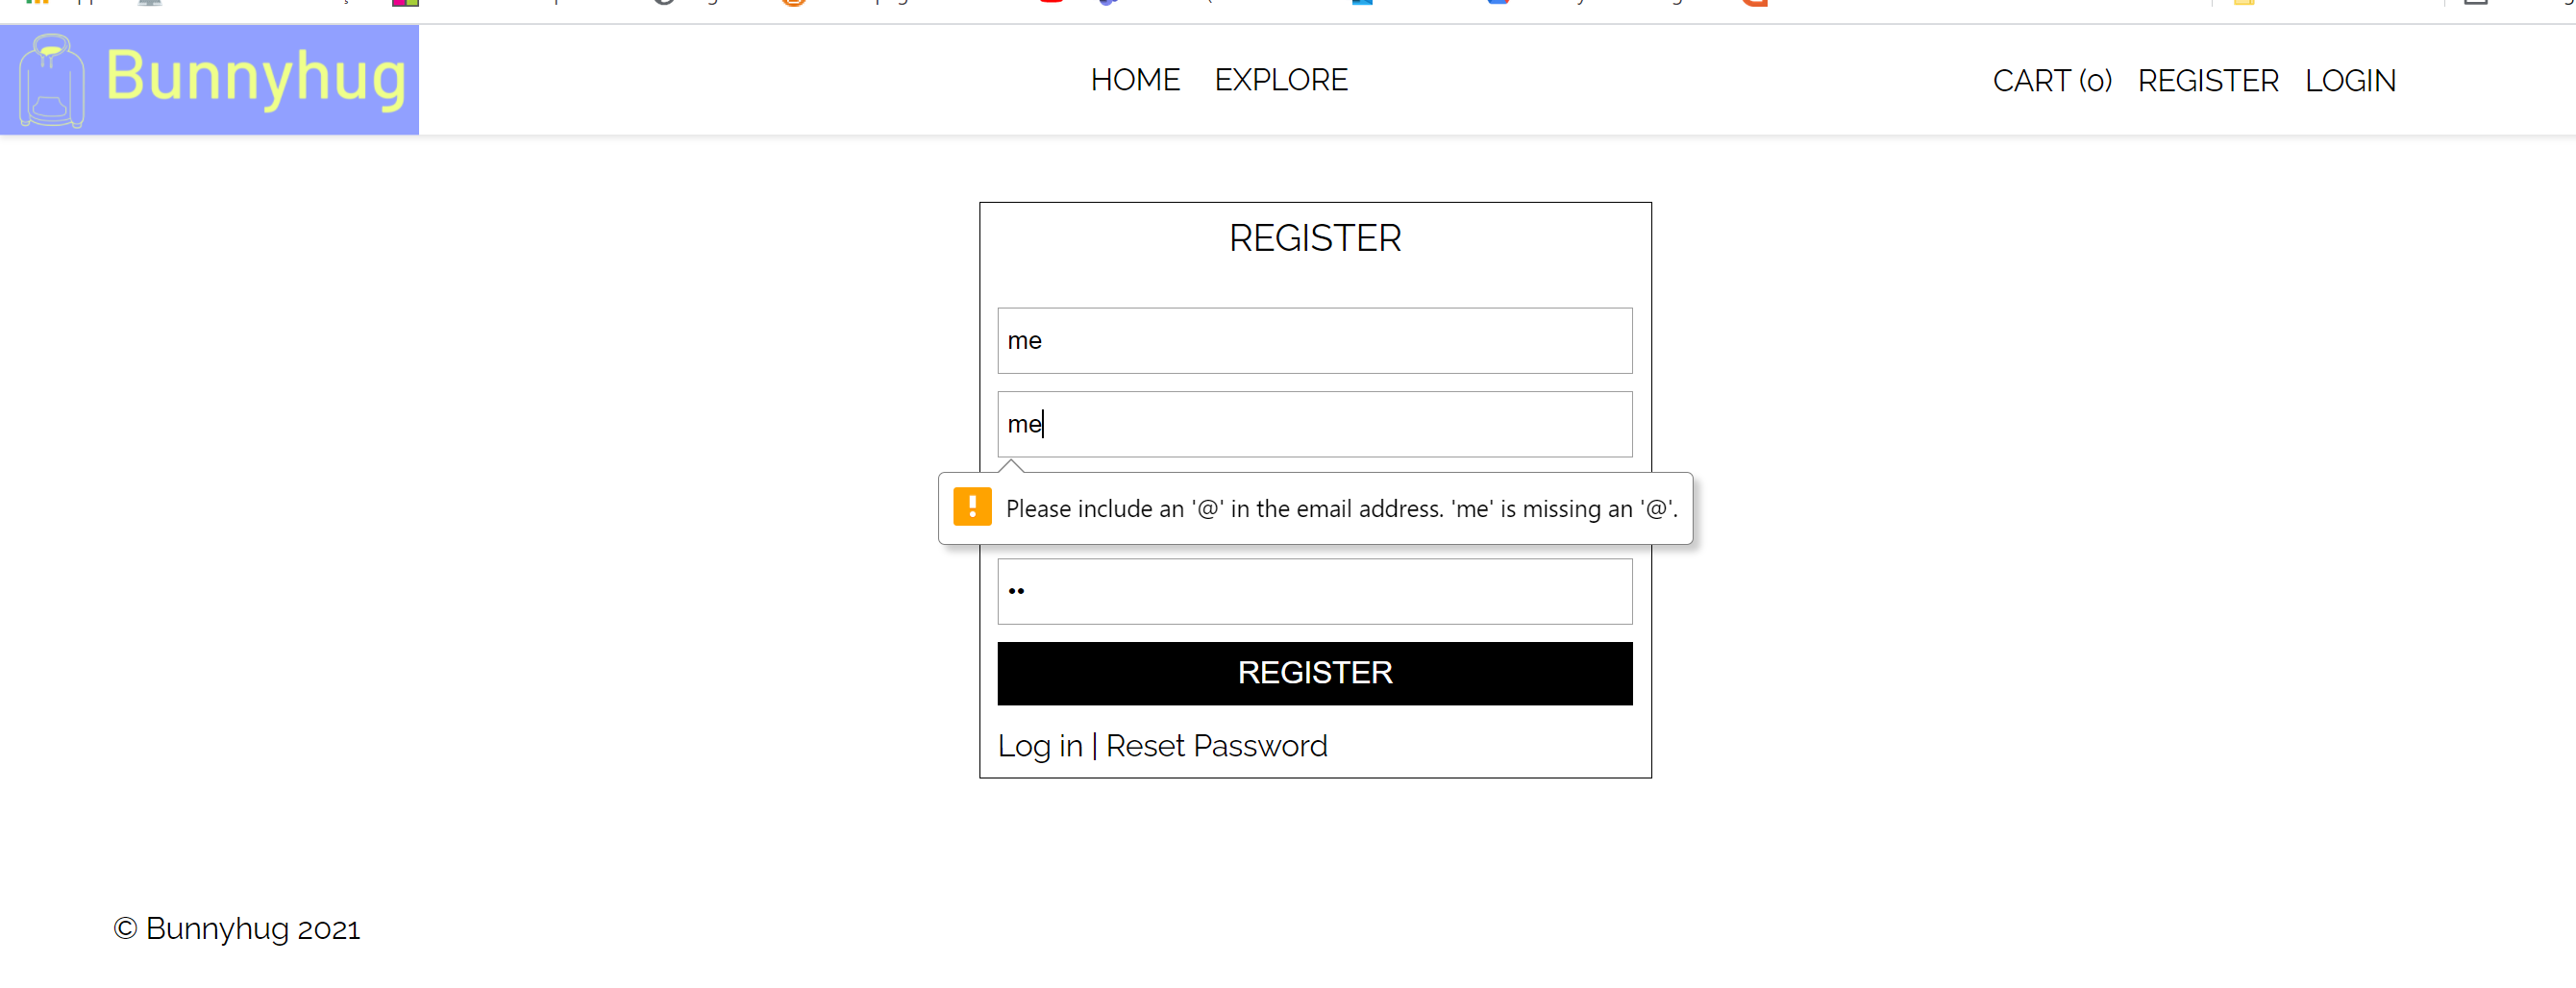 Bunnyhug
HOME EXPLORE
CART (0) REGISTER LOGIN
REGISTER
me
me
Please include an '@' in the email address. 'me' is missing an '@'.
••
REGISTER
Log in | Reset Password
© Bunnyhug 2021